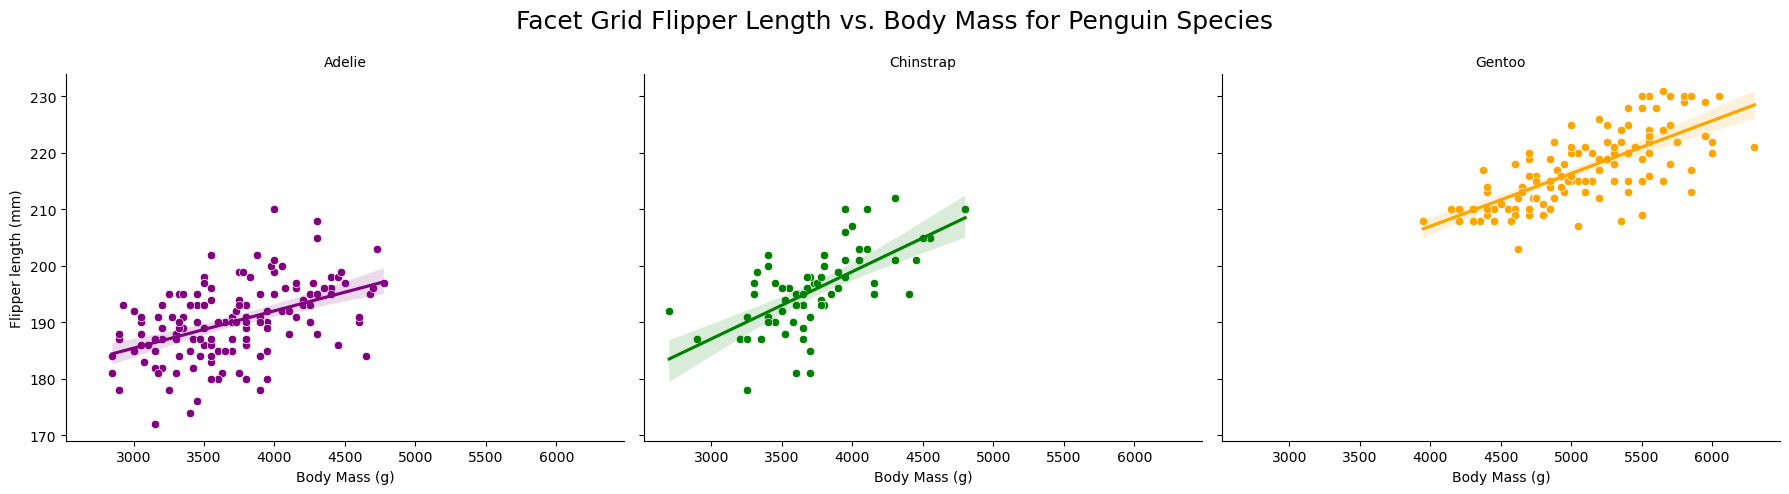 Facet Grid Flipper Length vs. Body Mass for Penguin Species
Adelie
Chinstrap
Gentoo
Flipper length (mm)
230
220
210
200
190
180
170
3000 3500 4000 4500 5000 5500 6000
3000 3500 4000 4500 5000 5500 6000
3000 3500 4000 4500 5000 5500 6000
Body Mass (g)
Body Mass (g)
Body Mass (g)